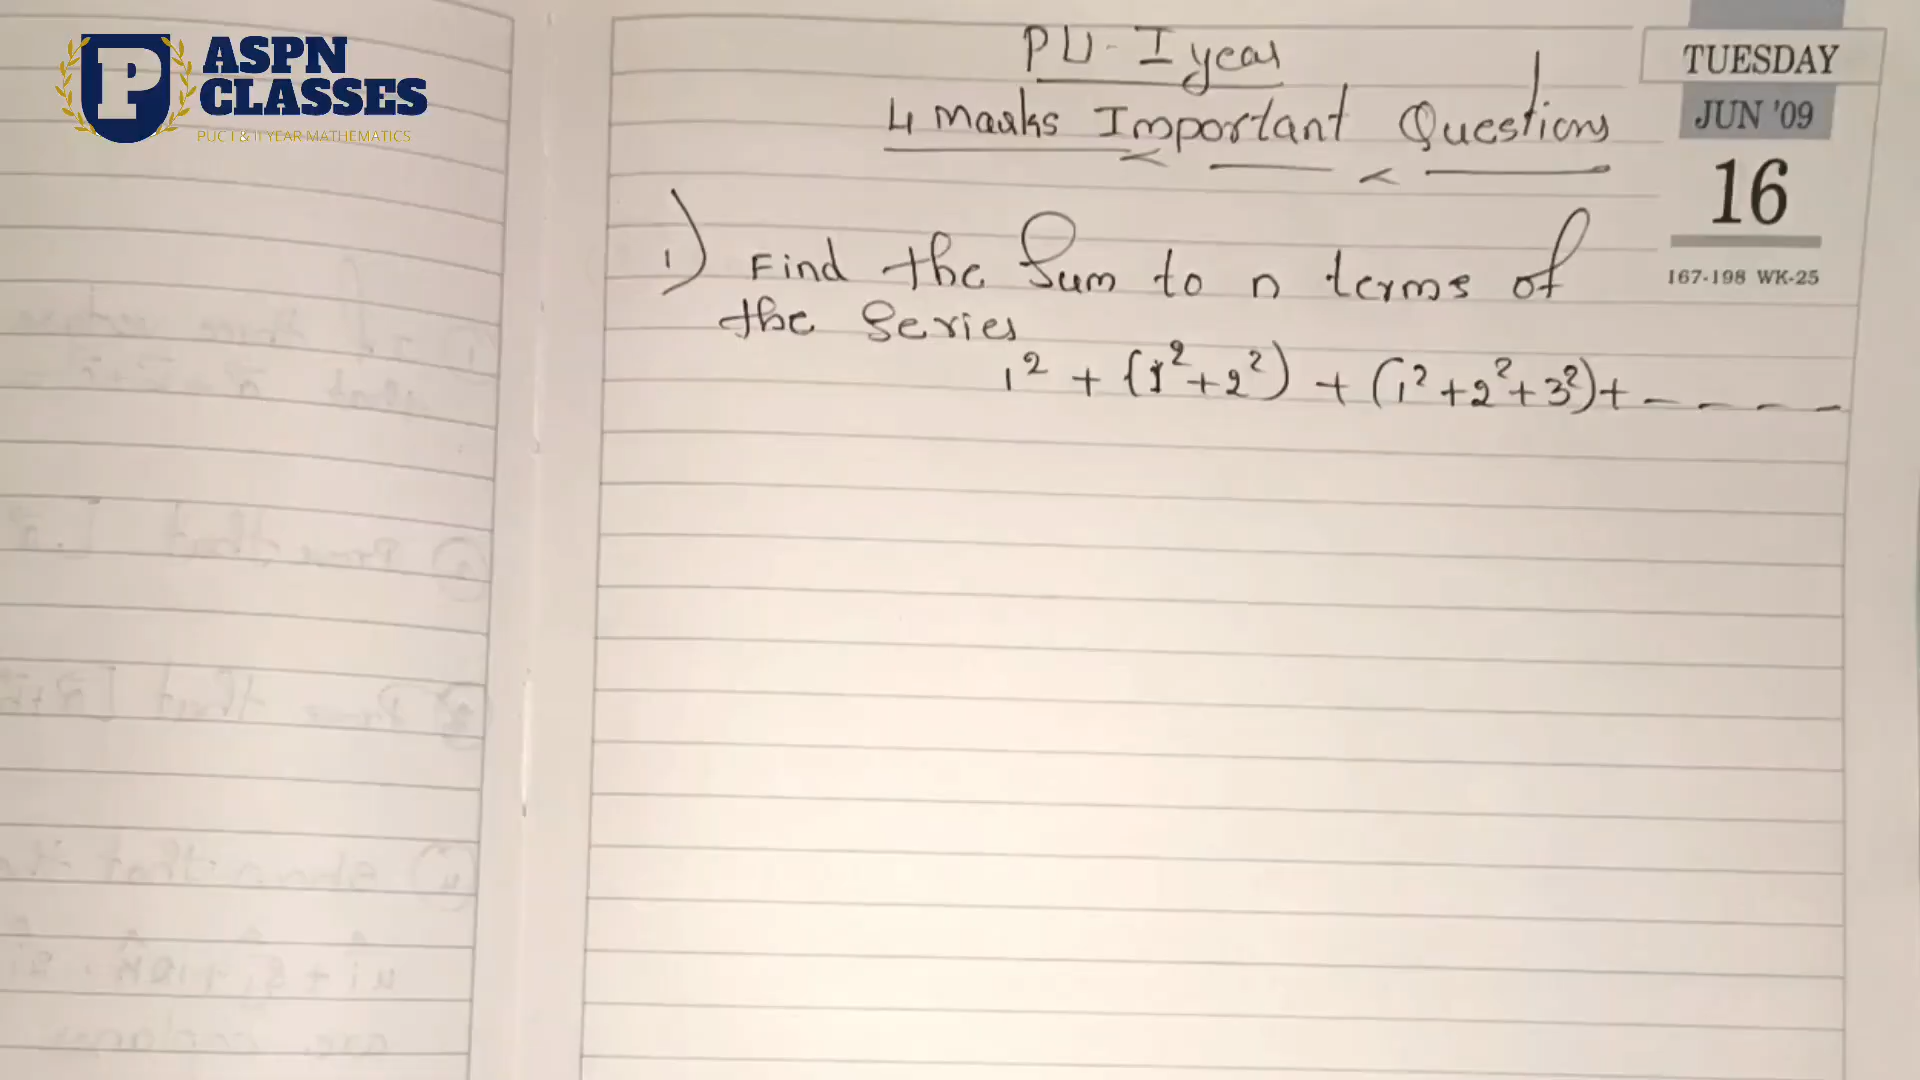 ASPN
CLASSES
PUC I & II YEAR MATHEMATICS
P
PU - I year
4 Marks Important Questions
TUESDAY
JUN '09
16
167-198 WK-25
1) Find the Sum to n terms of
the Series
1² + (1² + 2²) + (1² + 2² + 3²) + - - - -